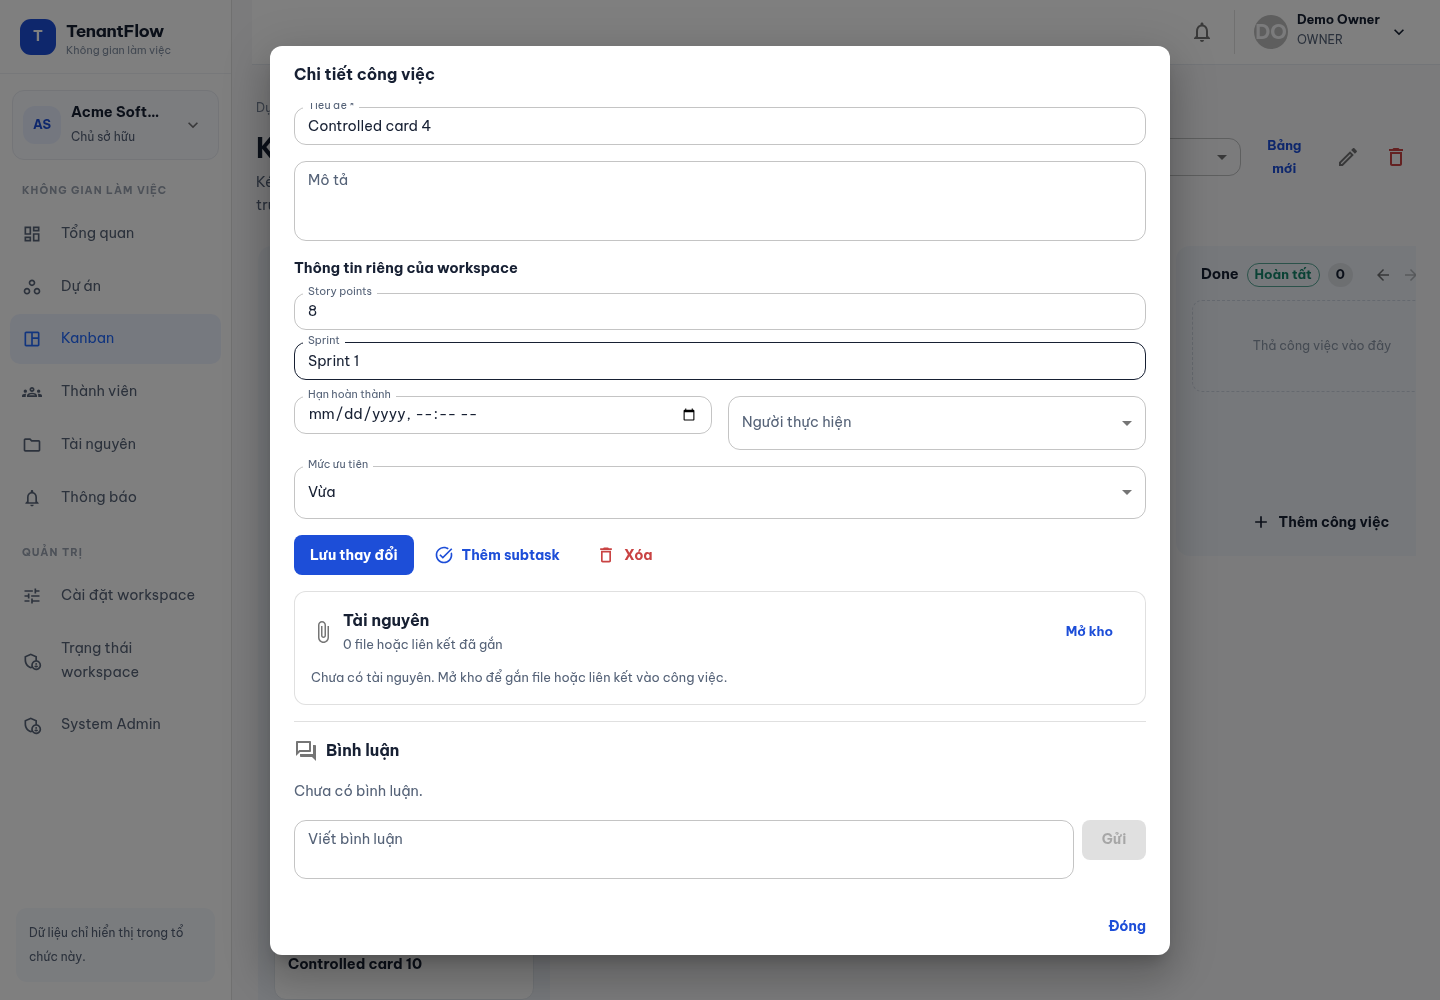 T
TenantFlow
Không gian làm việc
AS
Acme Soft...
Chủ sở hữu
KHÔNG GIAN LÀM VIỆC
Tổng quan
Dự án
Kanban
Thành viên
Tài nguyên
Thông báo
QUẢN TRỊ
Cài đặt workspace
Trạng thái
workspace
System Admin
Dữ liệu chỉ hiển thị trong tổ
chức này.
DO
Demo Owner
OWNER
Bảng
mới
Done
Hoàn tất
0
Thả công việc vào đây
Thêm công việc
Chi tiết công việc
Tiêu đề *
Controlled card 4
Mô tả
Thông tin riêng của workspace
Story points
8
Sprint
Sprint 1
Hạn hoàn thành
mm/dd/yyyy, --:-- --
Người thực hiện
Mức ưu tiên
Vừa
Lưu thay đổi
Thêm subtask
Xóa
Tài nguyên
0 file hoặc liên kết đã gắn
Mở kho
Chưa có tài nguyên. Mở kho để gắn file hoặc liên kết vào công việc.
Bình luận
Chưa có bình luận.
Viết bình luận
Gửi
Đóng
Controlled card 10